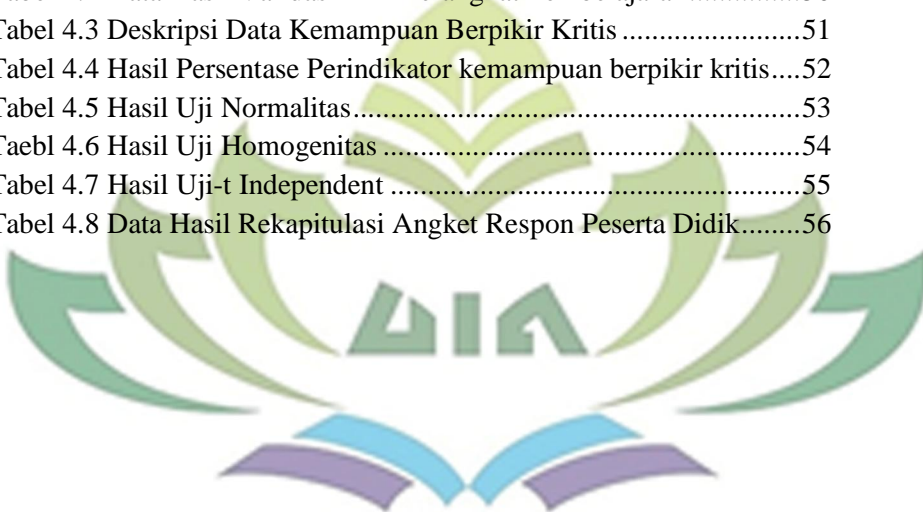 Tabel 4.3 Deskripsi Data Kemampuan Berpikir Kritis .......................51
Tabel 4.4 Hasil Persentase Perindikator kemampuan berpikir kritis....52
Tabel 4.5 Hasil Uji Normalitas..........................................................53
Taebl 4.6 Hasil Uji Homogenitas ......................................................54
Tabel 4.7 Hasil Uji-t Independent .....................................................55
Tabel 4.8 Data Hasil Rekapitulasi Angket Respon Peserta Didik........56
UIN